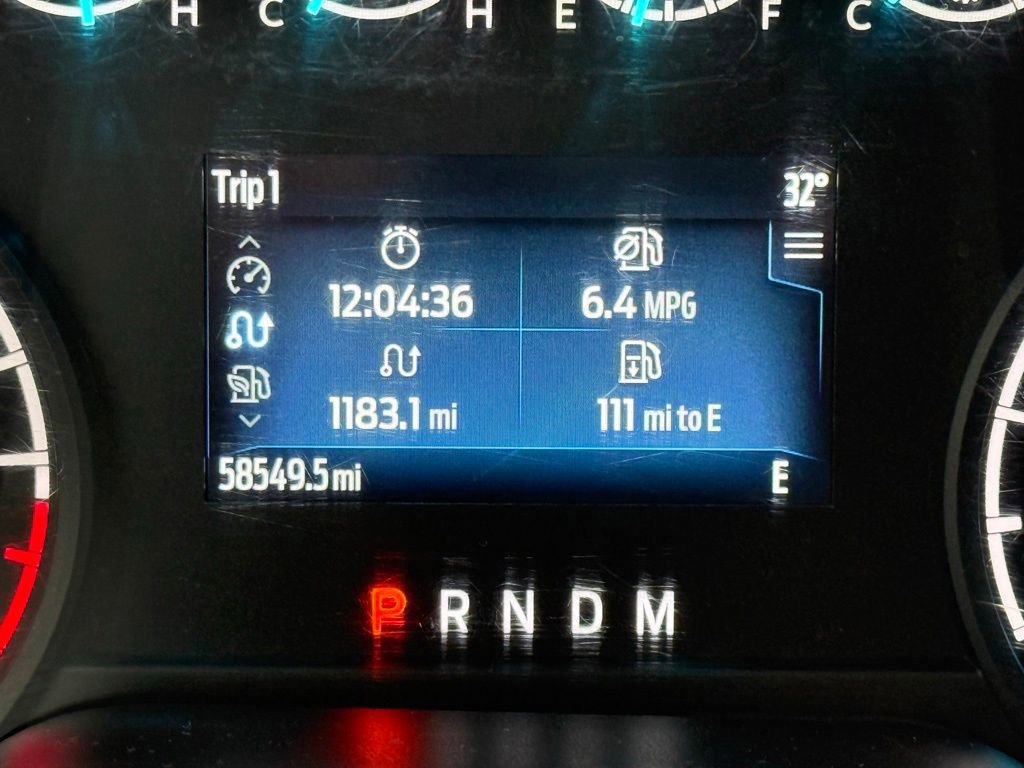 H C H E F C
Trip 1 32°
12:04:36 6.4 MPG
1183.1 mi 111 mi to E
58549.5 mi E
P R N D M